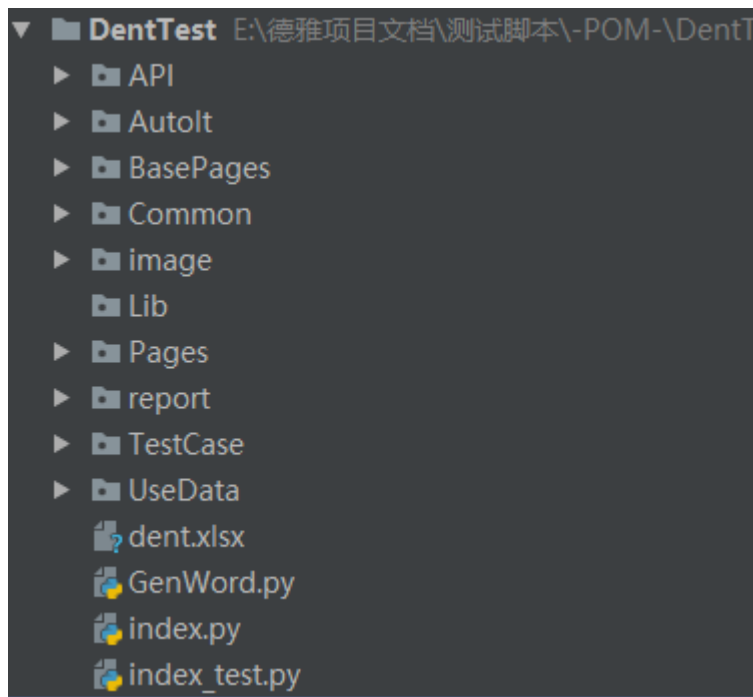 DentTest E:\德雅项目文档\测试脚本\-POM-\DentT
API
AutoIt
BasePages
Common
image
Lib
Pages
report
TestCase
UseData
dent.xlsx
GenWord.py
index.py
index_test.py